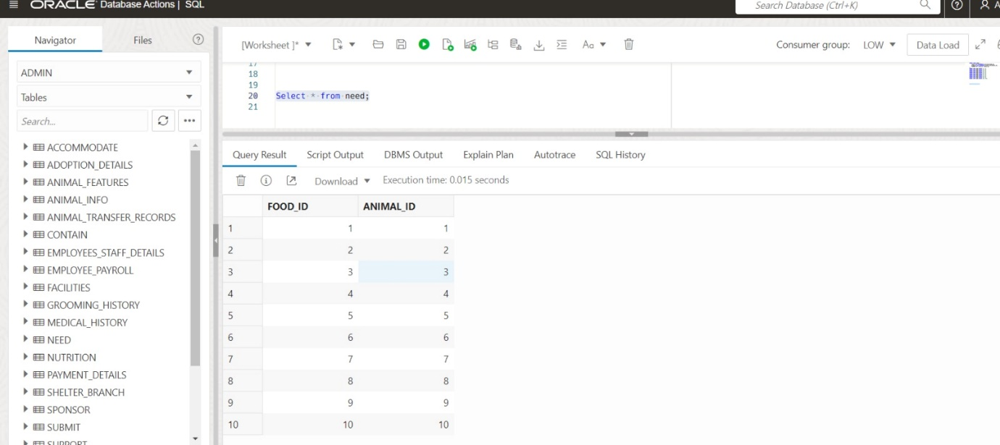 ORACLE Database Actions | SQL
Search Database (Ctrl+K)
Navigator
Files
ADMIN
Tables
Search...
ACCOMMODATE
ADOPTION_DETAILS
ANIMAL_FEATURES
ANIMAL_INFO
ANIMAL_TRANSFER_RECORDS
CONTAIN
EMPLOYEES_STAFF_DETAILS
EMPLOYEE_PAYROLL
FACILITIES
GROOMING_HISTORY
MEDICAL_HISTORY
NEED
NUTRITION
PAYMENT_DETAILS
SHELTER_BRANCH
SPONSOR
SUBMIT
SUPPORT
[Worksheet ]*
Aa
Consumer group: LOW
Data Load
17
18
19
20 Select * from need;
21
Query Result Script Output DBMS Output Explain Plan Autotrace SQL History
Download Execution time: 0.015 seconds
FOOD_ID ANIMAL_ID
1 1 1
2 2 2
3 3 3
4 4 4
5 5 5
6 6 6
7 7 7
8 8 8
9 9 9
10 10 10